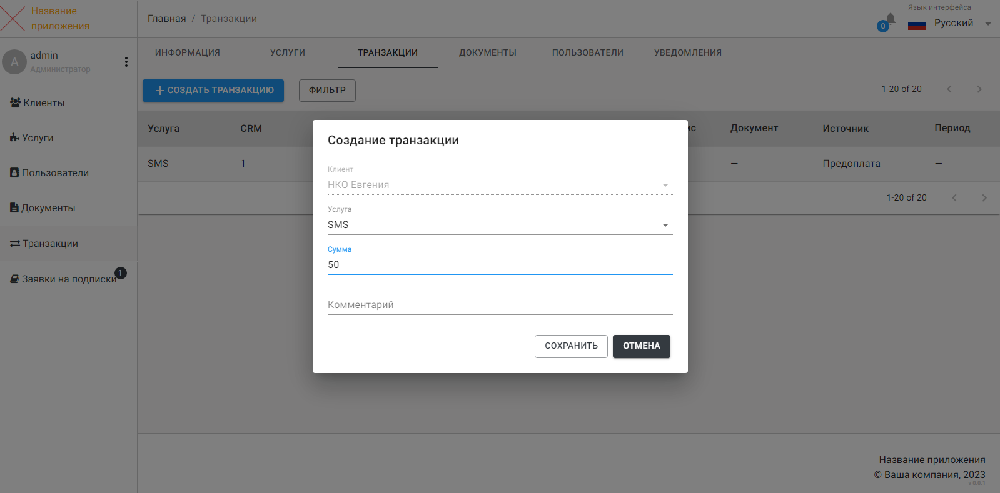 Название
приложения
Главная / Транзакции
0
Язык интерфейса
Русский
A
admin
Администратор
ИНФОРМАЦИЯ УСЛУГИ ТРАНЗАКЦИИ ДОКУМЕНТЫ ПОЛЬЗОВАТЕЛИ УВЕДОМЛЕНИЯ
СОЗДАТЬ ТРАНЗАКЦИЮ ФИЛЬТР 1-20 of 20
Клиенты
Услуги
Пользователи
Документы
Транзакции
Заявки на подписки 1
Услуга CRM Документ Источник Период
SMS 1 — Предоплата —
1-20 of 20
Создание транзакции
Клиент
НКО Евгения
Услуга
SMS
Сумма
50
Комментарий
СОХРАНИТЬ ОТМЕНА
Название приложения
© Ваша компания, 2023
v 0.0.1